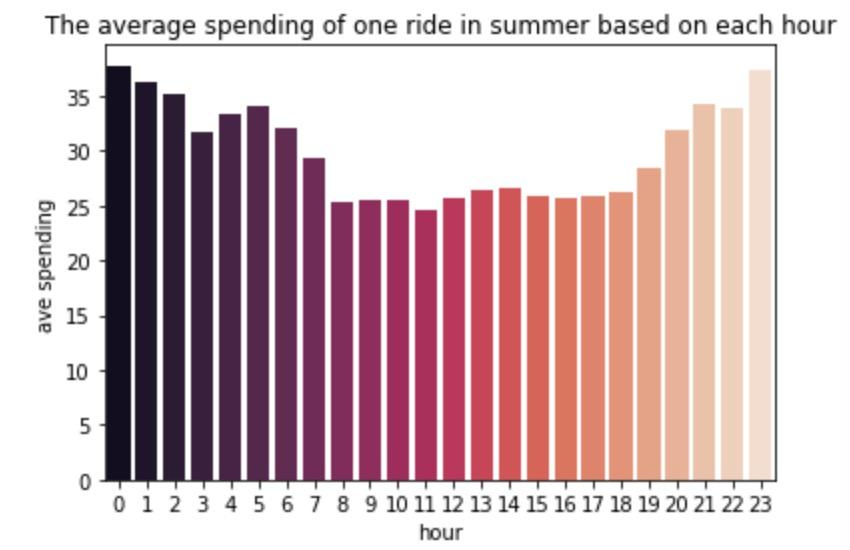 The average spending of one ride in summer based on each hour
ave spending
35
30
25
20
15
10
5
0
0 1 2 3 4 5 6 7 8 9 10 11 12 13 14 15 16 17 18 19 20 21 22 23
hour